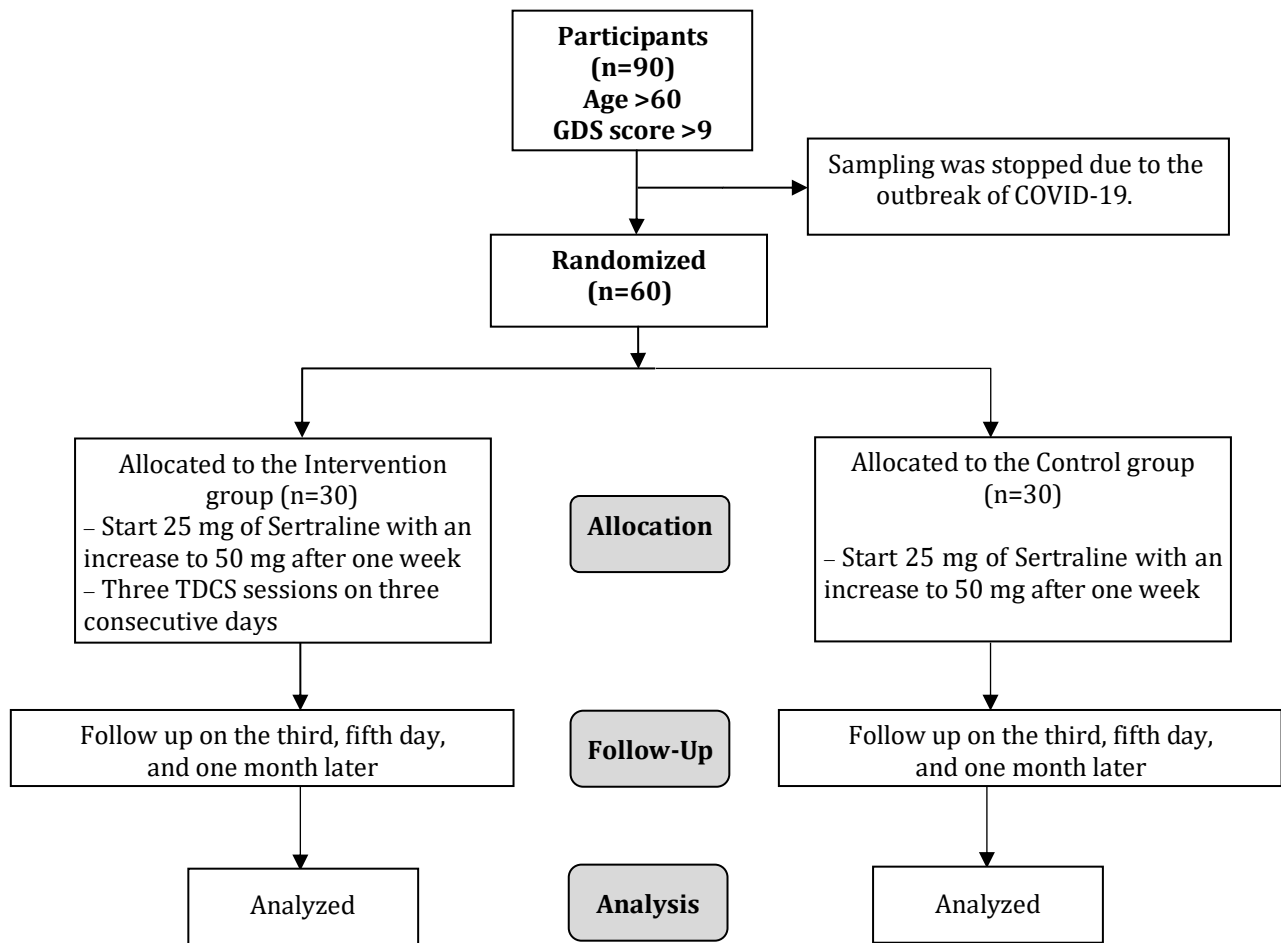 Participants
(n=90)
Age >60
GDS score >9
Sampling was stopped due to the
outbreak of COVID-19.
Randomized
(n=60)
Allocated to the Intervention
group (n=30)
– Start 25 mg of Sertraline with an
increase to 50 mg after one week
– Three TDCS sessions on three
consecutive days
Allocation
Allocated to the Control group
(n=30)
– Start 25 mg of Sertraline with an
increase to 50 mg after one week
Follow up on the third, fifth day,
and one month later
Follow-Up
Follow up on the third, fifth day,
and one month later
Analyzed
Analysis
Analyzed